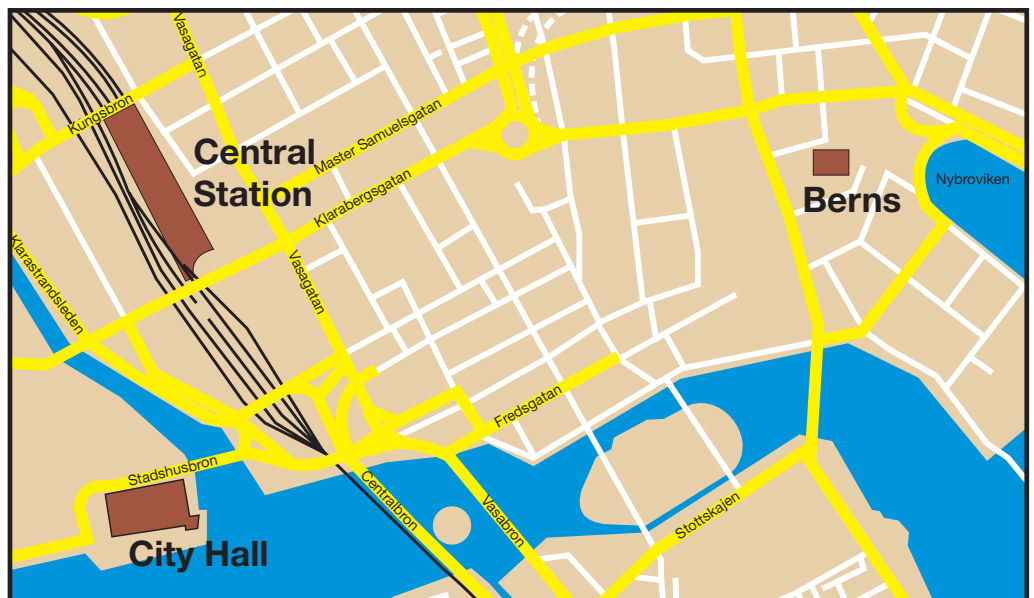 Vasagatan
Kungsbron
Central
Station
Master Samuelsgatan
Klarabergsgatan
Berns
Nybroviken
Klarastrandsleden
Vasagatan
Fredsgatan
Stadshusbron
Centralbron
Vasabron
Stottskajen
City Hall